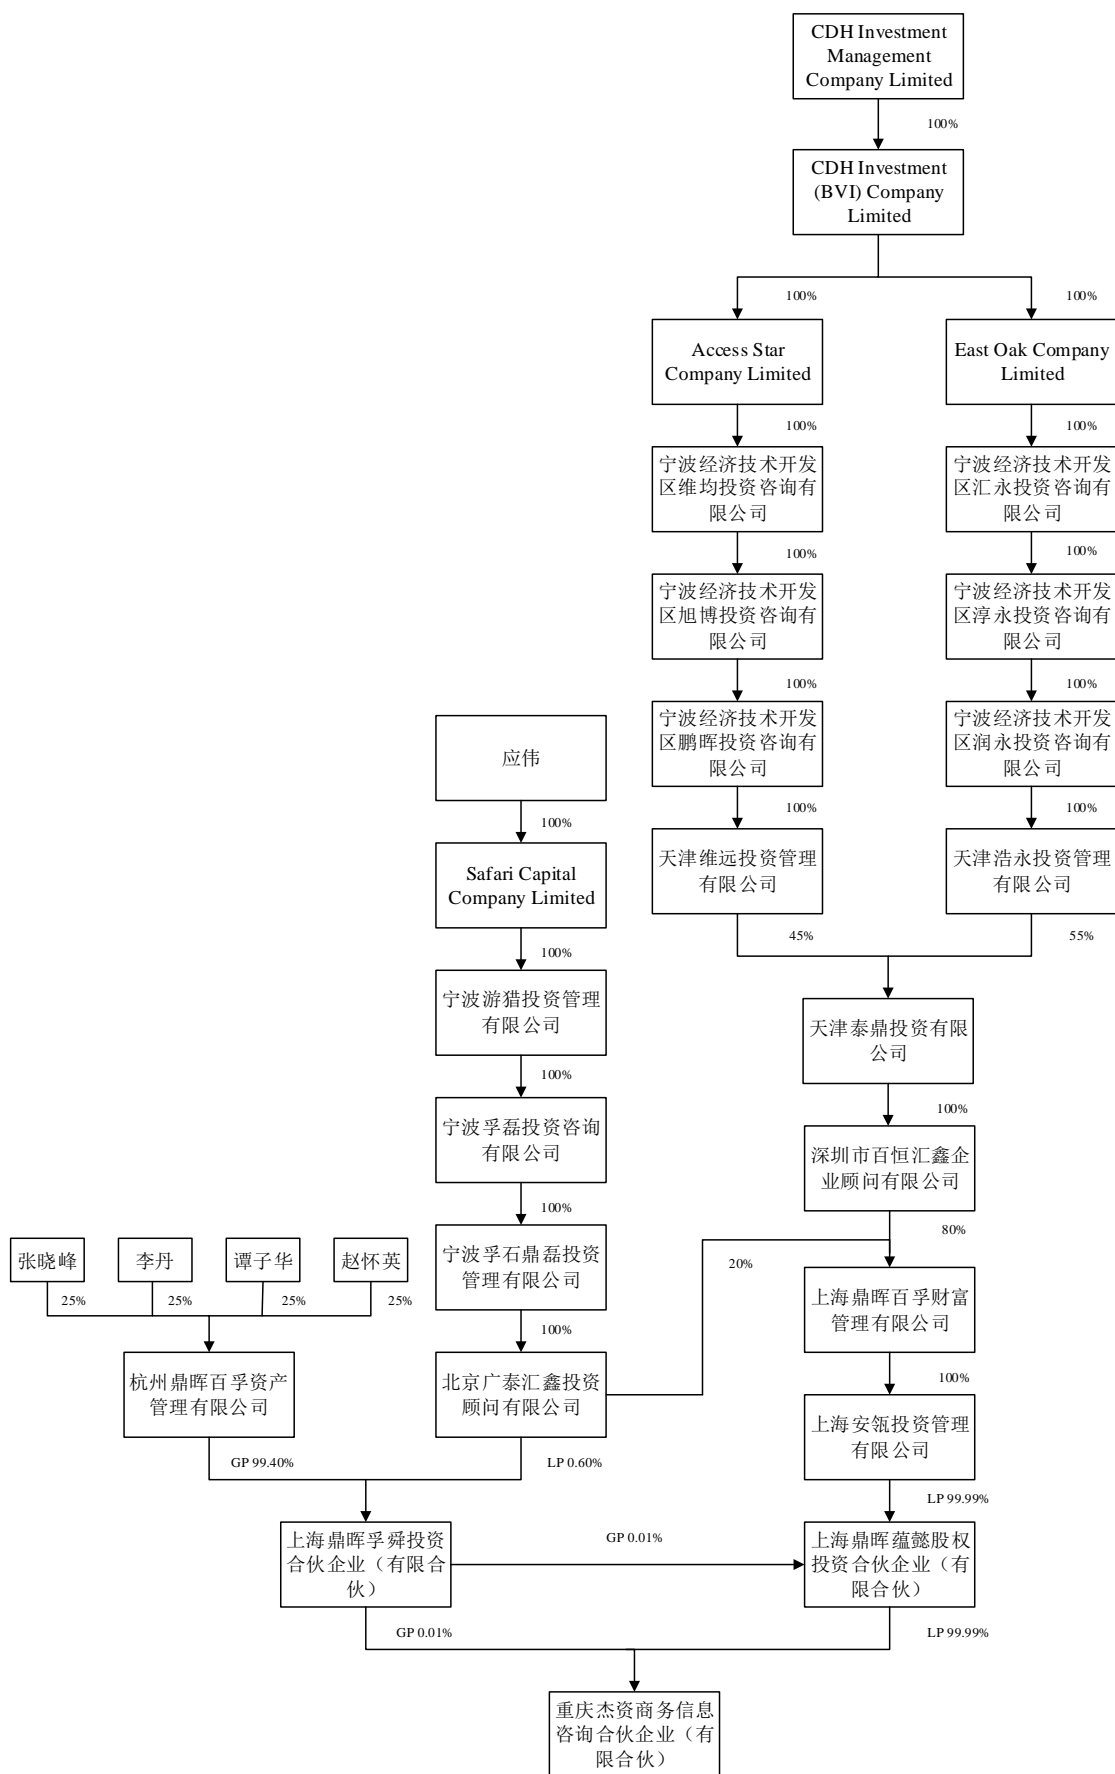 CDH Investment
Management
Company Limited
100%
CDH Investment
(BVI) Company
Limited
100%
100%
Access Star
Company Limited
East Oak Company
Limited
100%
100%
宁波经济技术开发
区维均投资咨询有
限公司
宁波经济技术开发
区汇永投资咨询有
限公司
100%
100%
宁波经济技术开发
区旭博投资咨询有
限公司
宁波经济技术开发
区淳永投资咨询有
限公司
100%
100%
宁波经济技术开发
区鹏晖投资咨询有
限公司
宁波经济技术开发
区润永投资咨询有
限公司
应伟
100%
100%
100%
Safari Capital
Company Limited
天津维远投资管理
有限公司
天津浩永投资管理
有限公司
45%
55%
100%
宁波游猎投资管理
有限公司
天津泰鼎投资有限
公司
100%
100%
宁波孚磊投资咨询
有限公司
深圳市百恒汇鑫企
业顾问有限公司
100%
80%
张晓峰
李丹
谭子华
赵怀英
宁波孚石鼎磊投资
管理有限公司
20%
上海鼎晖百孚财富
管理有限公司
25%
25%
25%
25%
100%
100%
杭州鼎晖百孚资产
管理有限公司
北京广泰汇鑫投资
顾问有限公司
上海安瓴投资管理
有限公司
GP 99.40%
LP 0.60%
LP 99.99%
上海鼎晖孚舜投资
合伙企业（有限合
伙）
GP 0.01%
上海鼎晖蕴懿股权
投资合伙企业（有
限合伙）
GP 0.01%
LP 99.99%
重庆杰资商务信息
咨询合伙企业（有
限合伙）